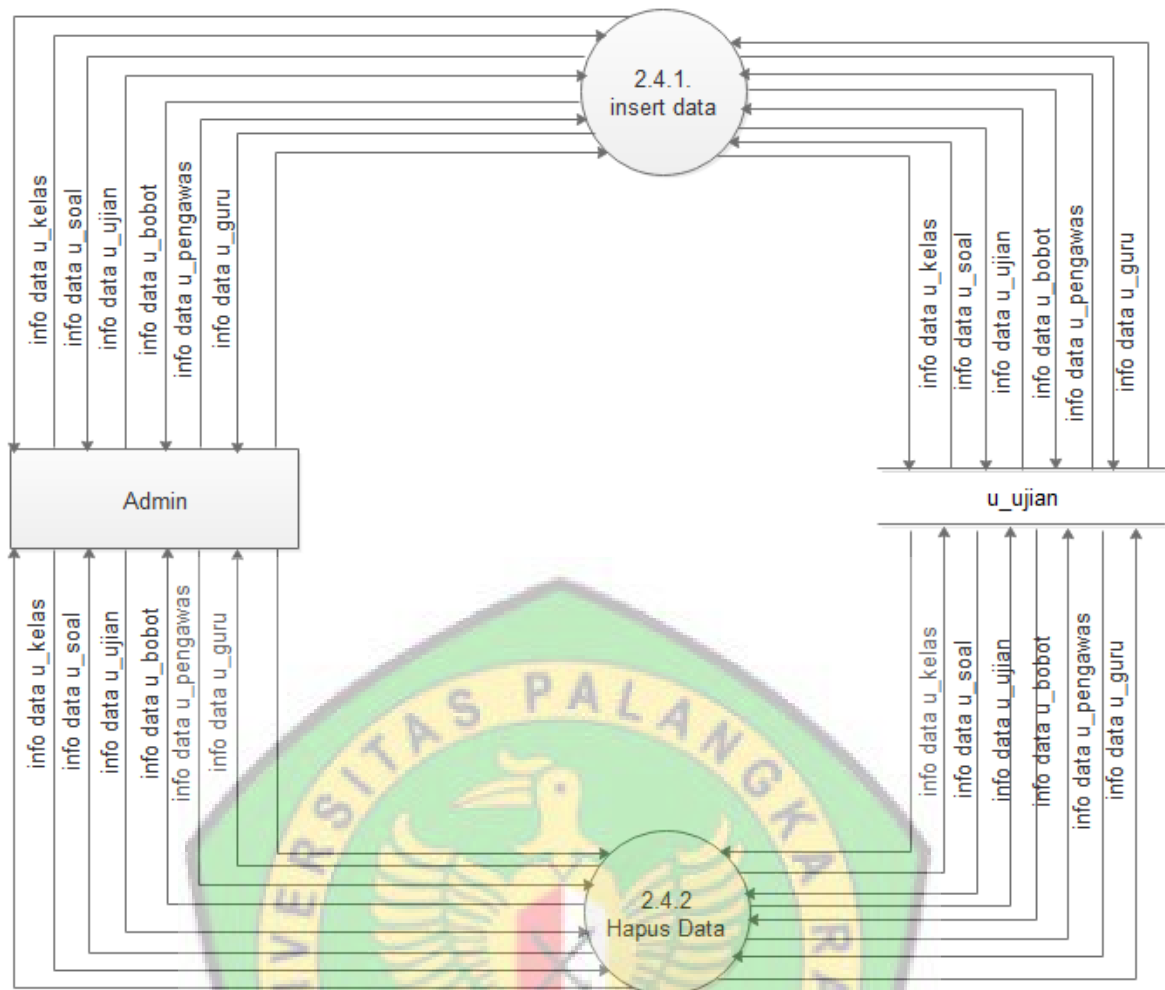 2.4.1.
insert data
info data u_kelas
info data u_soal
info data u_ujian
info data u_bobot
info data u_pengawas
info data u_guru
info data u_kelas
info data u_soal
info data u_ujian
info data u_bobot
info data u_pengawas
info data u_guru
Admin
u_ujian
info data u_kelas
info data u_soal
info data u_ujian
info data u_bobot
info data u_pengawas
info data u_guru
info data u_kelas
info data u_soal
info data u_ujian
info data u_bobot
info data u_pengawas
info data u_guru
UNIVERSITAS PALANGKA RA
2.4.2
Hapus Data